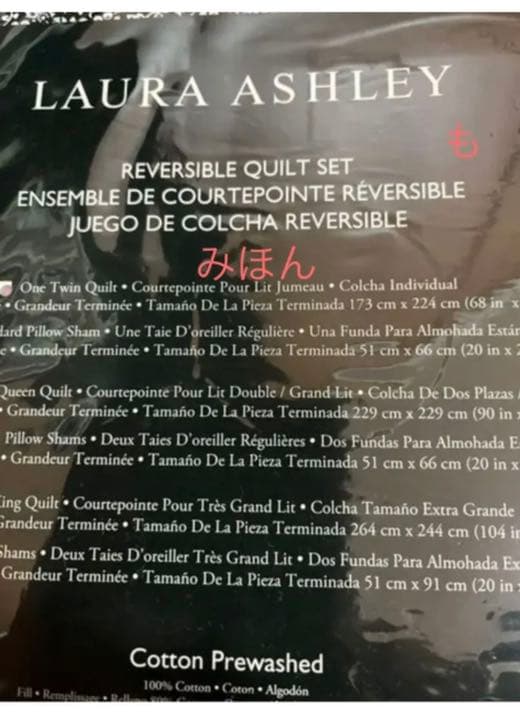 LAURA ASHLEY
も
REVERSIBLE QUILT SET
ENSEMBLE DE COURTEPOINTE RÉVERSIBLE
JUEGO DE COLCHA REVERSIBLE
みほん
One Twin Quilt • Courtepointe Pour Lit Jumeau • Colcha Individual
• Grandeur Terminée • Tamaño De La Pieza Terminada 173 cm x 224 cm (68 in x
Pillow Sham • Une Taie D'oreiller Régulière • Una Funda Para Almohada
• Grandeur Terminée • Tamaño De La Pieza Terminada 51 cm x 66 cm (20 in x
Queen Quilt • Courtepointe Pour Lit Double / Grand Lit • Colcha De Dos Plazas /
• Grandeur Terminée • Tamaño De La Pieza Terminada 229 cm x 229 cm (90 in x
Pillow Shams • Deux Taies D'oreiller Régulières • Dos Fundas Para Almohada
• Grandeur Terminée • Tamaño De La Pieza Terminada 51 cm x 66 cm (20 in x
Quilt • Courtepointe Pour Très Grand Lit • Colcha Tamaño Extra Grande
Grandeur Terminée • Tamaño De La Pieza Terminada 264 cm x 244 cm (104 in
Shams • Deux Taies D'oreiller Très Grand Lit • Dos Fundas Para Almohada
Grandeur Terminée • Tamaño De La Pieza Terminada 51 cm x 91 cm (20 in
Cotton Prewashed
100% Cotton • Coton • Algodón
Fill • Remplissage •